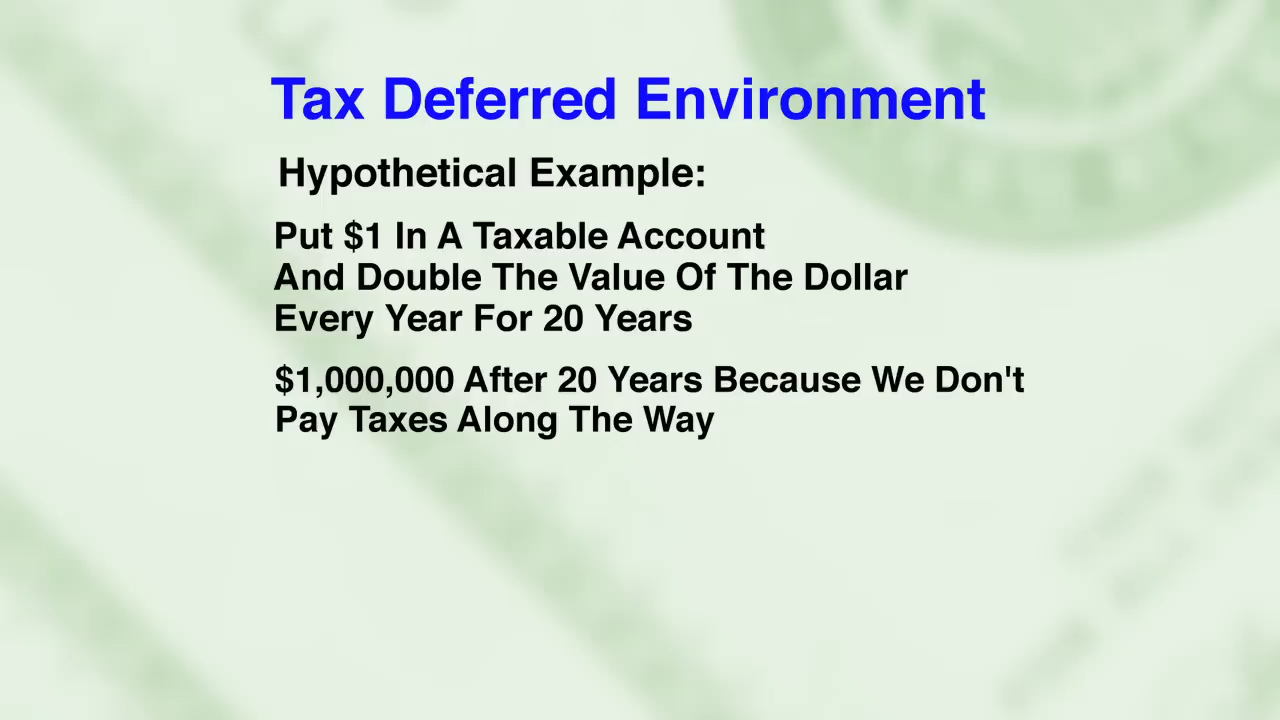 Tax Deferred Environment
Hypothetical Example:
Put $1 In A Taxable Account
And Double The Value Of The Dollar
Every Year For 20 Years
$1,000,000 After 20 Years Because We Don't
Pay Taxes Along The Way